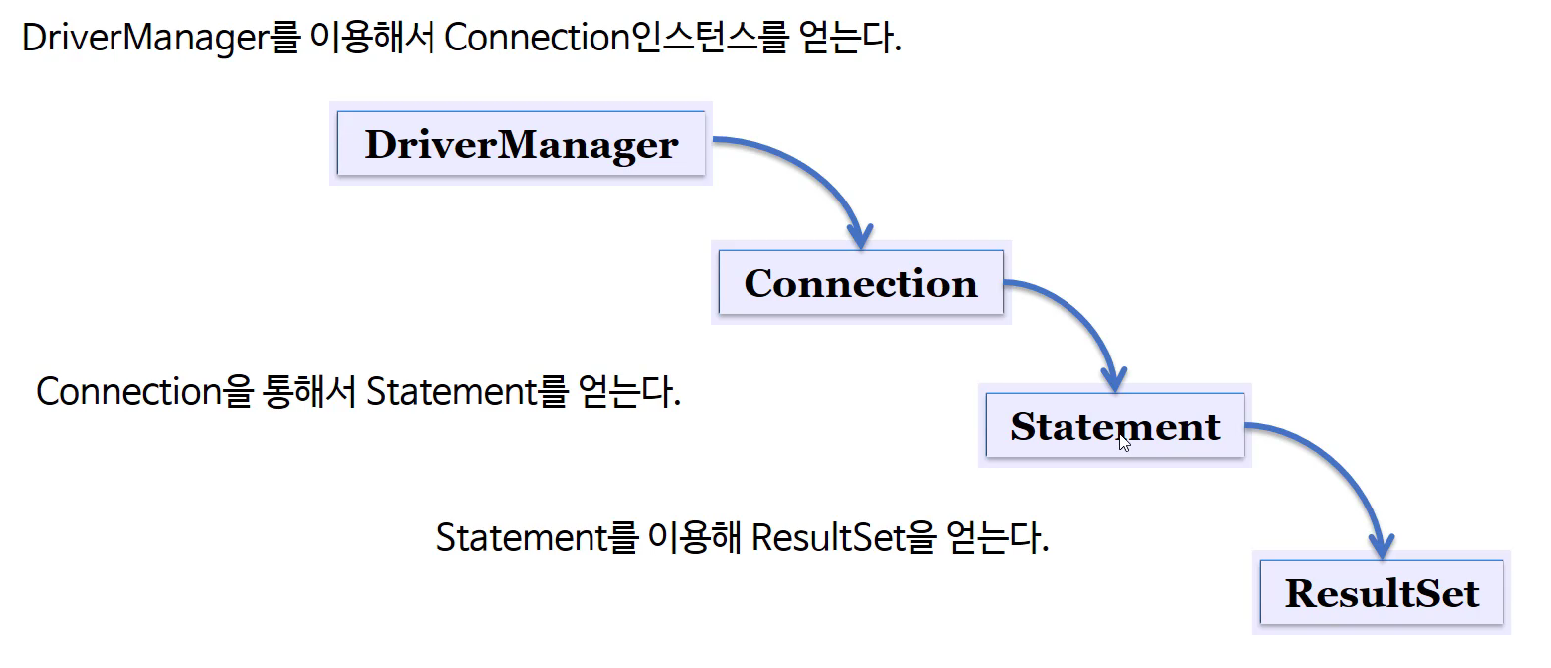 DriverManager를 이용해서 Connection인스턴스를 얻는다.
DriverManager
Connection
Connection을 통해서 Statement를 얻는다.
Statement
Statement를 이용해 ResultSet을 얻는다.
ResultSet